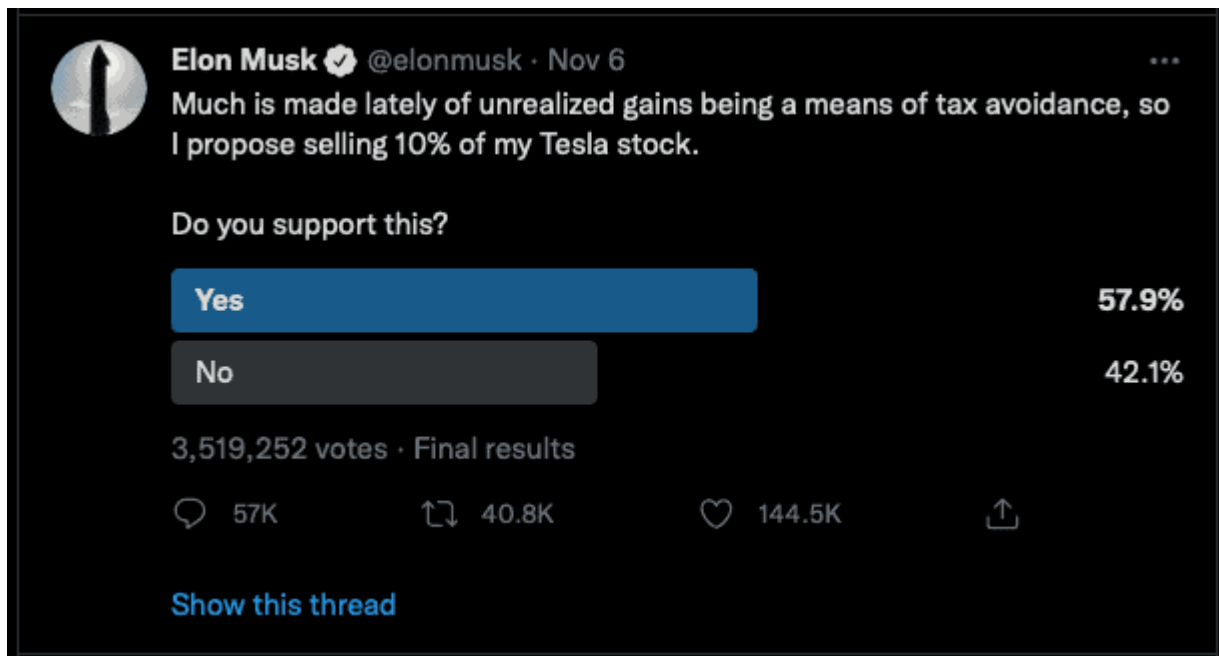 Elon Musk @elonmusk · Nov 6
Much is made lately of unrealized gains being a means of tax avoidance, so
I propose selling 10% of my Tesla stock.
Do you support this?
Yes 57.9%
No 42.1%
3,519,252 votes · Final results
57K 40.8K 144.5K
Show this thread